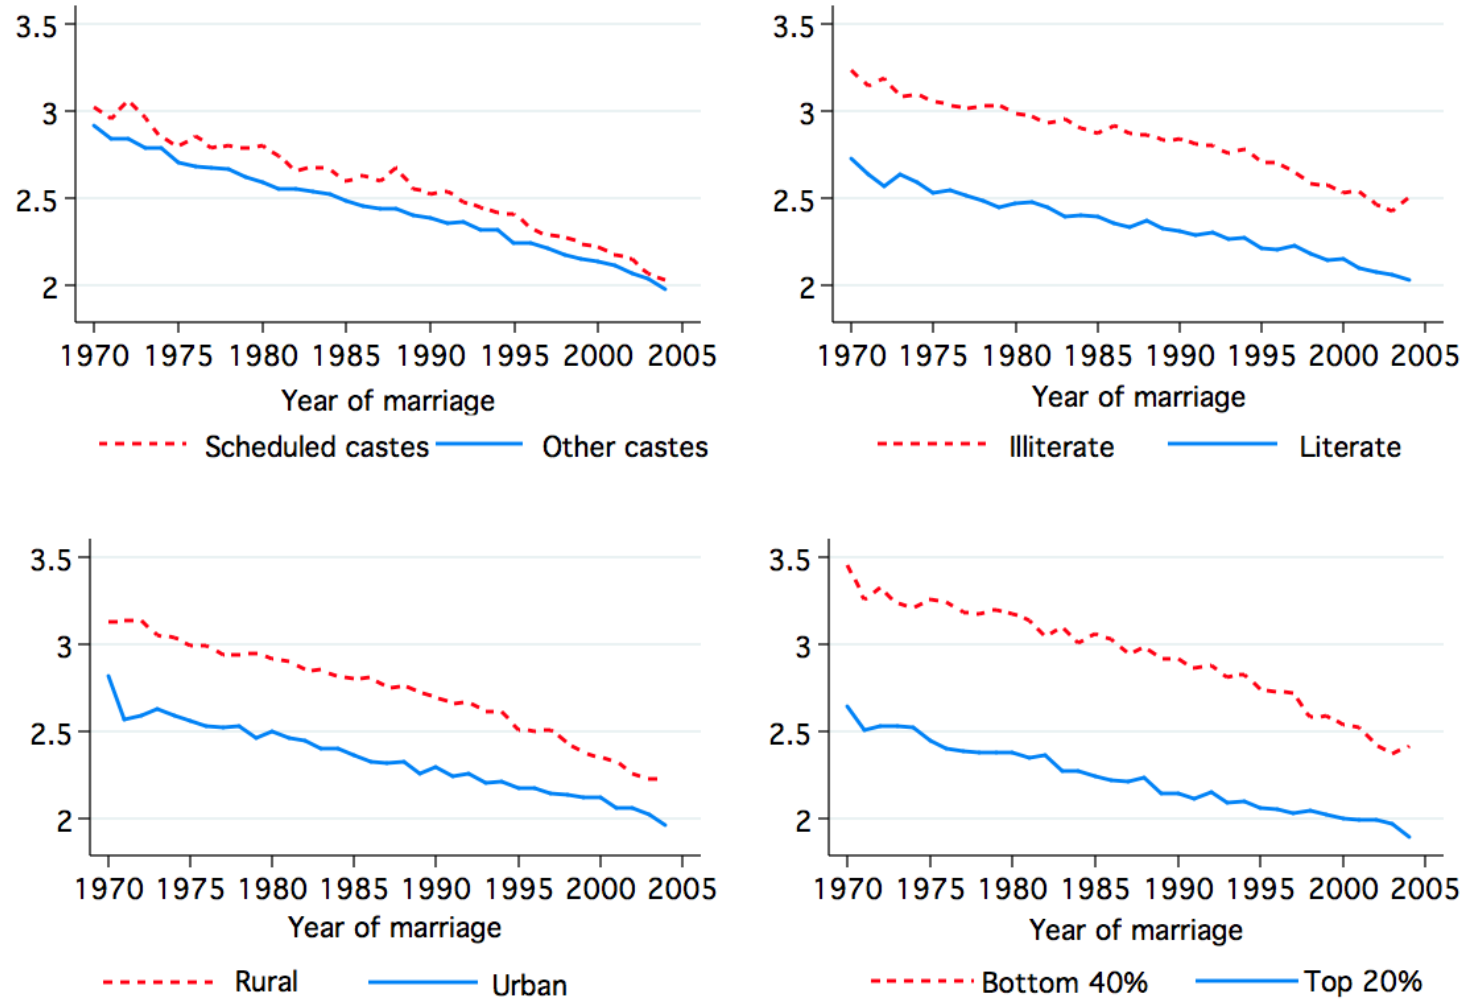 3.5
3
2.5
2
1970 1975 1980 1985 1990 1995 2000 2005
Year of marriage
Scheduled castes Other castes
3.5
3
2.5
2
1970 1975 1980 1985 1990 1995 2000 2005
Year of marriage
Illiterate Literate
3.5
3
2.5
2
1970 1975 1980 1985 1990 1995 2000 2005
Year of marriage
Rural Urban
3.5
3
2.5
2
1970 1975 1980 1985 1990 1995 2000 2005
Year of marriage
Bottom 40% Top 20%